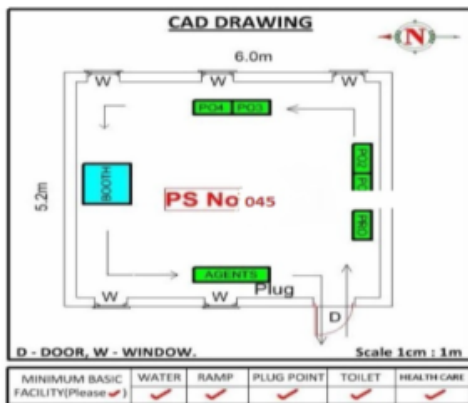 CAD DRAWING
N
6.0m
W W W
PO4 PO3
PO2
BOOTH
5.2m
PS No 045
PRO
AGENTS
Plug
W W
D
D - DOOR, W - WINDOW. Scale 1cm : 1m
MINIMUM BASIC FACILITY(Please ✓) WATER RAMP PLUG POINT TOILET HEALTH CARE
✓ ✓ ✓ ✓ ✓